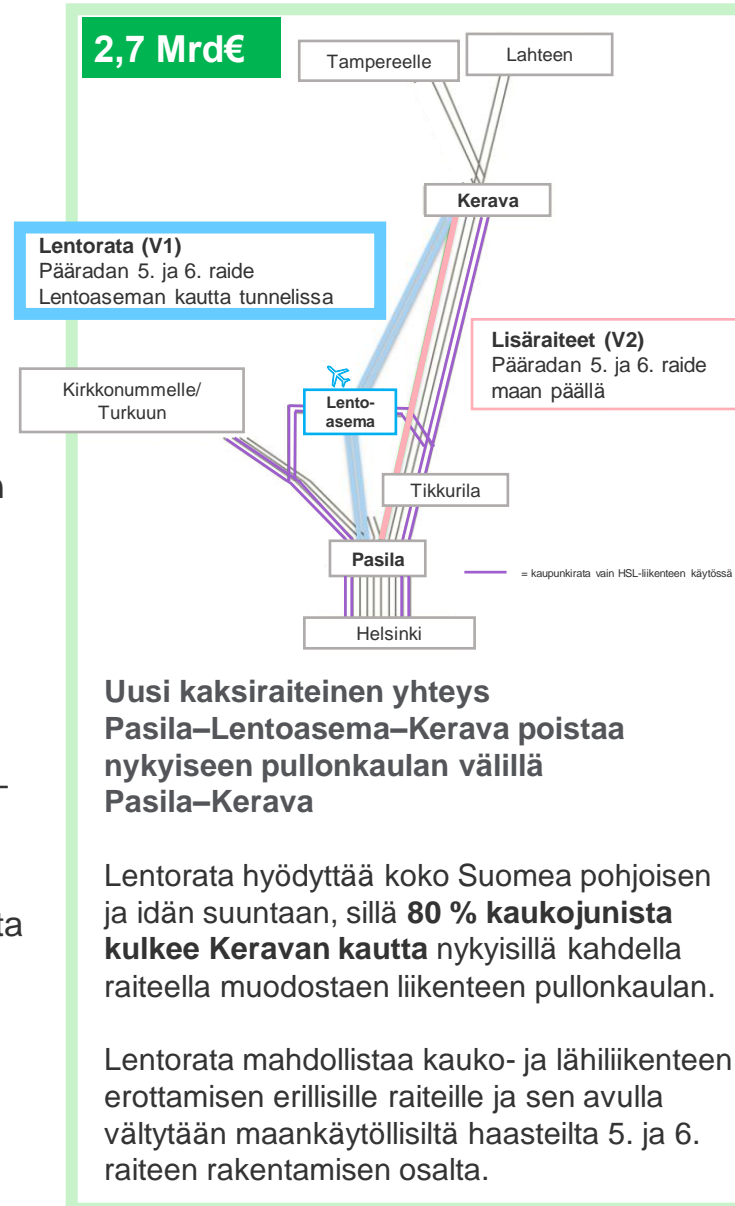 2,7 Mrd€
Tampereelle
Lahteen
Kerava
Lentorata (V1)
Pääradan 5. ja 6. raide
Lentoaseman kautta tunnelissa
Lisäraiteet (V2)
Pääradan 5. ja 6. raide
maan päällä
Kirkkonummelle/
Turkuun
Lento-
asema
Tikkurila
Pasila
= kaupunkirata vain HSL-liikenteen käytössä
Helsinki
Uusi kaksiraiteinen yhteys
Pasila–Lentoasema–Kerava poistaa
nykyiseen pullonkaulan välillä
Pasila–Kerava
Lentorata hyödyttää koko Suomea pohjoisen
ja idän suuntaan, sillä 80 % kaukojunista
kulkee Keravan kautta nykyisillä kahdella
raiteella muodostaen liikenteen pullonkaulan.
Lentorata mahdollistaa kauko- ja lähiliikenteen
erottamisen erillisille raiteille ja sen avulla
vältytään maankäytöllisiltä haasteilta 5. ja 6.
raiteen rakentamisen osalta.